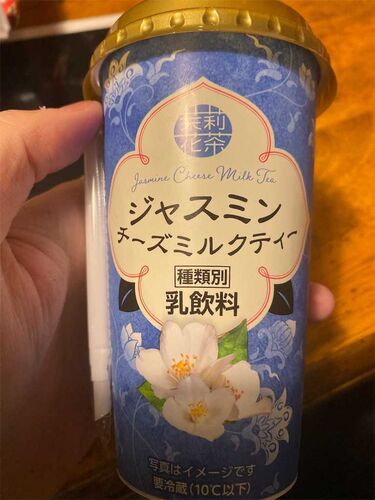 茉莉
花茶
Jasmine Cheese Milk Tea
ジャスミン
チーズミルクティー
種類別
乳飲料
写真はイメージです
要冷蔵(10℃以下)